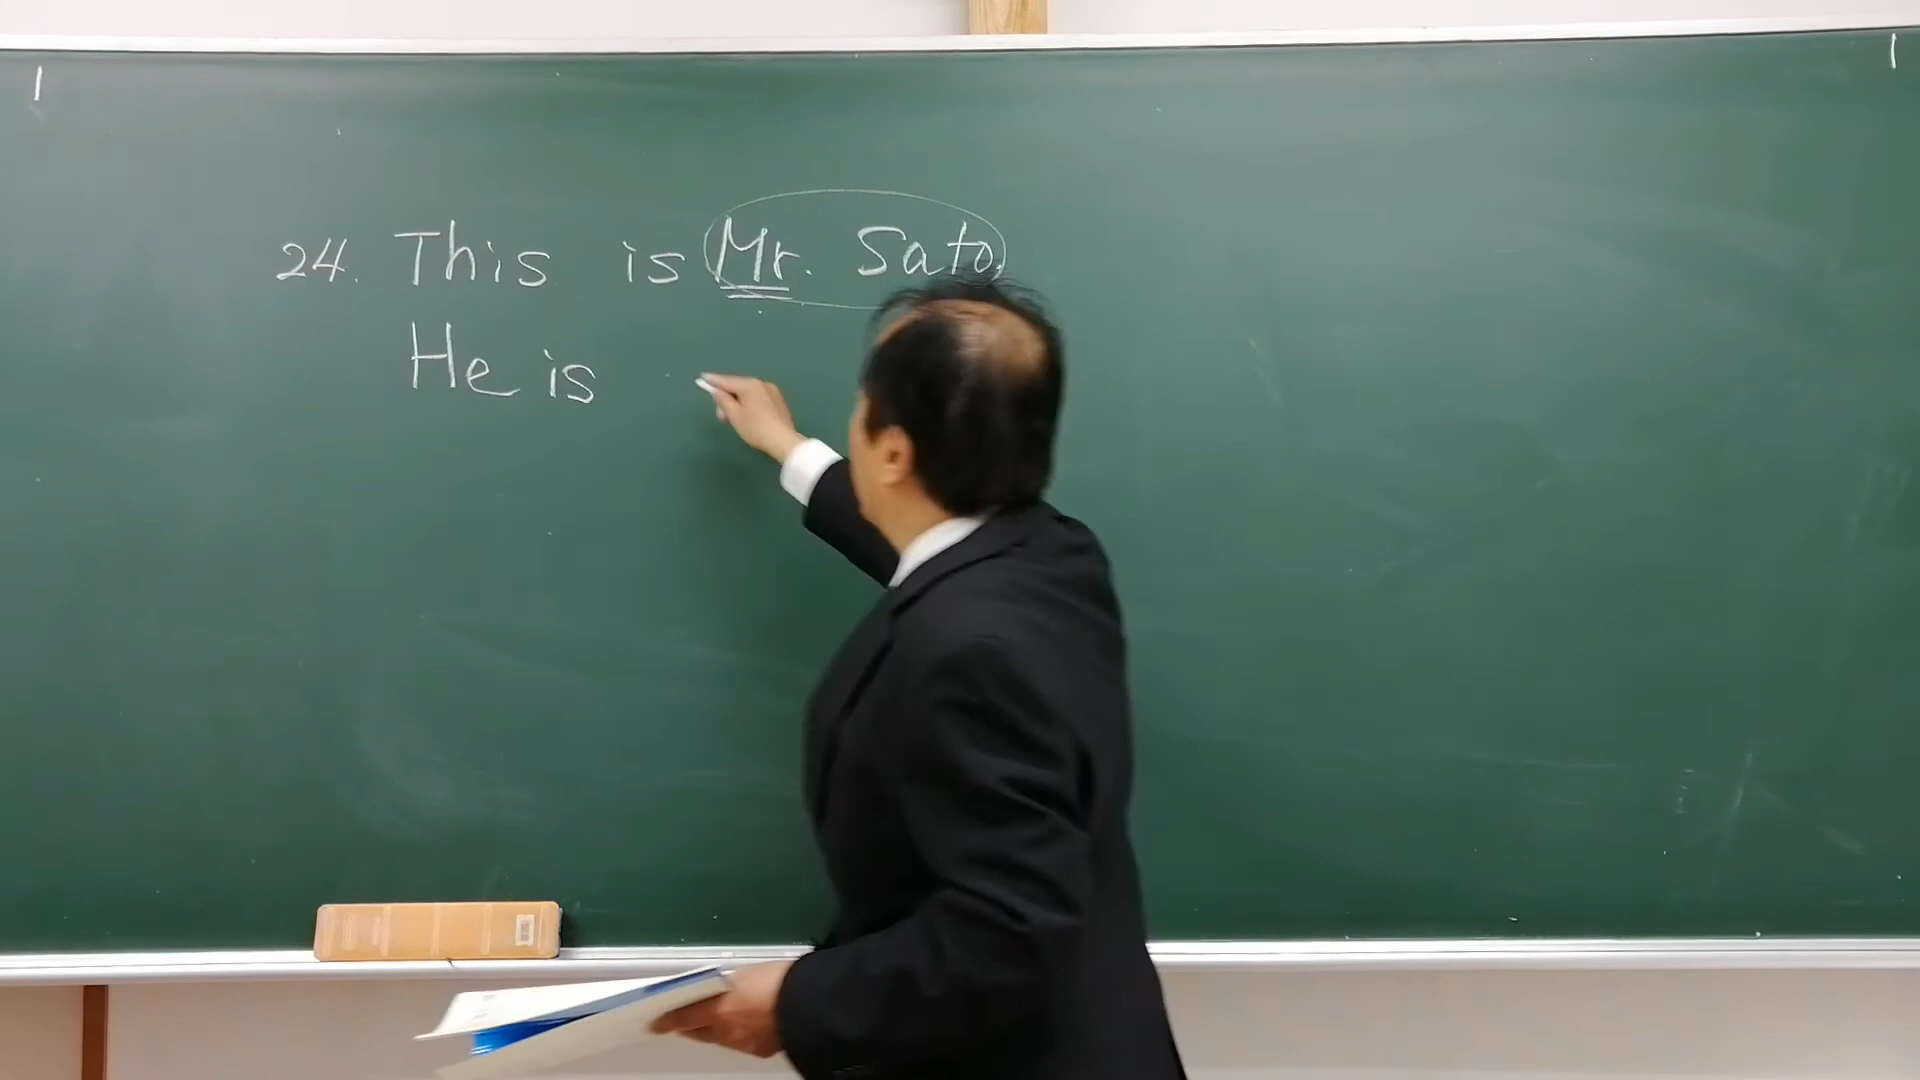 24. This is Mr. Sato.
He is